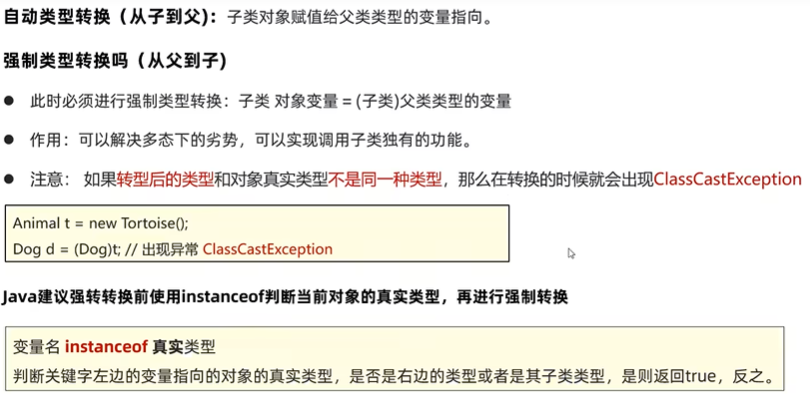 自动类型转换（从子到父)：子类对象赋值给父类类型的变量指向。
强制类型转换吗（从父到子)
● 此时必须进行强制类型转换：子类 对象变量 = (子类)父类类型的变量
● 作用：可以解决多态下的劣势，可以实现调用子类独有的功能。
● 注意： 如果转型后的类型和对象真实类型不是同一种类型，那么在转换的时候就会出现ClassCastException
Animal t = new Tortoise();
Dog d = (Dog)t; // 出现异常 ClassCastException
Java建议强转转换前使用instanceof判断当前对象的真实类型，再进行强制转换
变量名 instanceof 真实类型
判断关键字左边的变量指向的对象的真实类型，是否是右边的类型或者是其子类类型，是则返回true，反之。